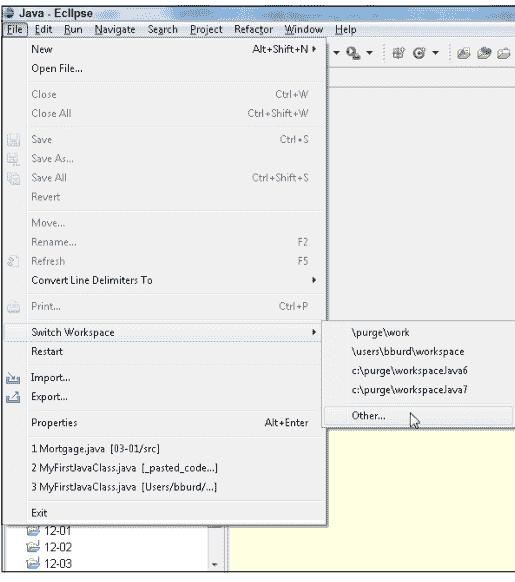 Java - Eclipse
File Edit Run Navigate Search Project Refactor Window Help
New Alt+Shift+N
Open File...
Close Ctrl+W
Close All Ctrl+Shift+W
Save Ctrl+S
Save As...
Save All Ctrl+Shift+S
Revert
Move...
Rename... F2
Refresh F5
Convert Line Delimiters To
Print... Ctrl+P
Switch Workspace
Restart
Import...
Export...
Properties Alt+Enter
1 Mortgage.java [03-01/src]
2 MyFirstJavaClass.java [_pasted_code...]
3 MyFirstJavaClass.java [Users/bburd/...]
Exit
\purge\work
\users\bburd\workspace
c:\purge\workspaceJava6
c:\purge\workspaceJava7
Other...
12-01
12-02
12-03